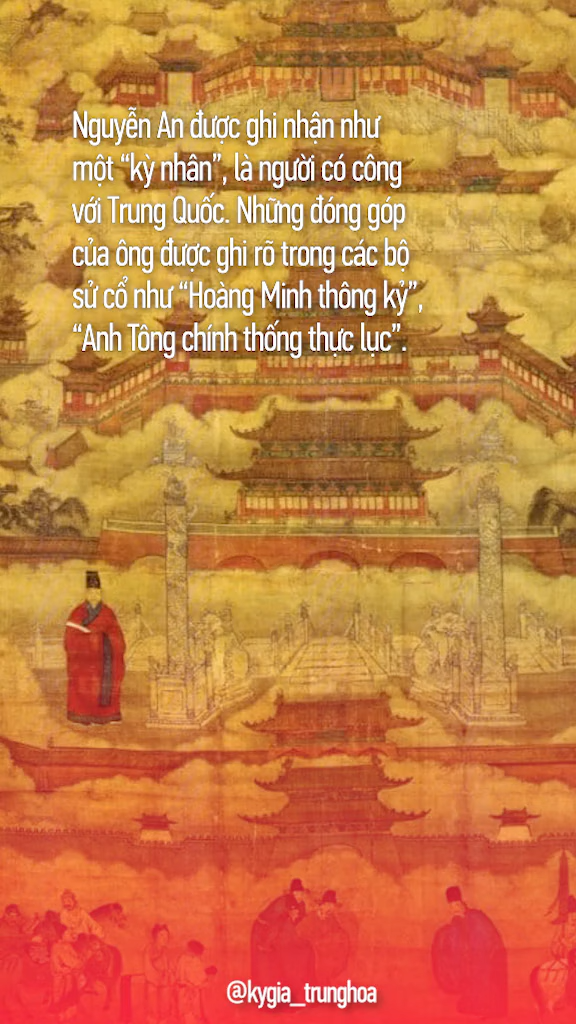 Nguyễn An được ghi nhận như
một “kỳ nhân”, là người có công
với Trung Quốc. Những đóng góp
của ông được ghi rõ trong các bộ
sử cổ như “Hoàng Minh thông kỷ”,
“Anh Tông chính thống thực lục”.
@kygia_trunghoa